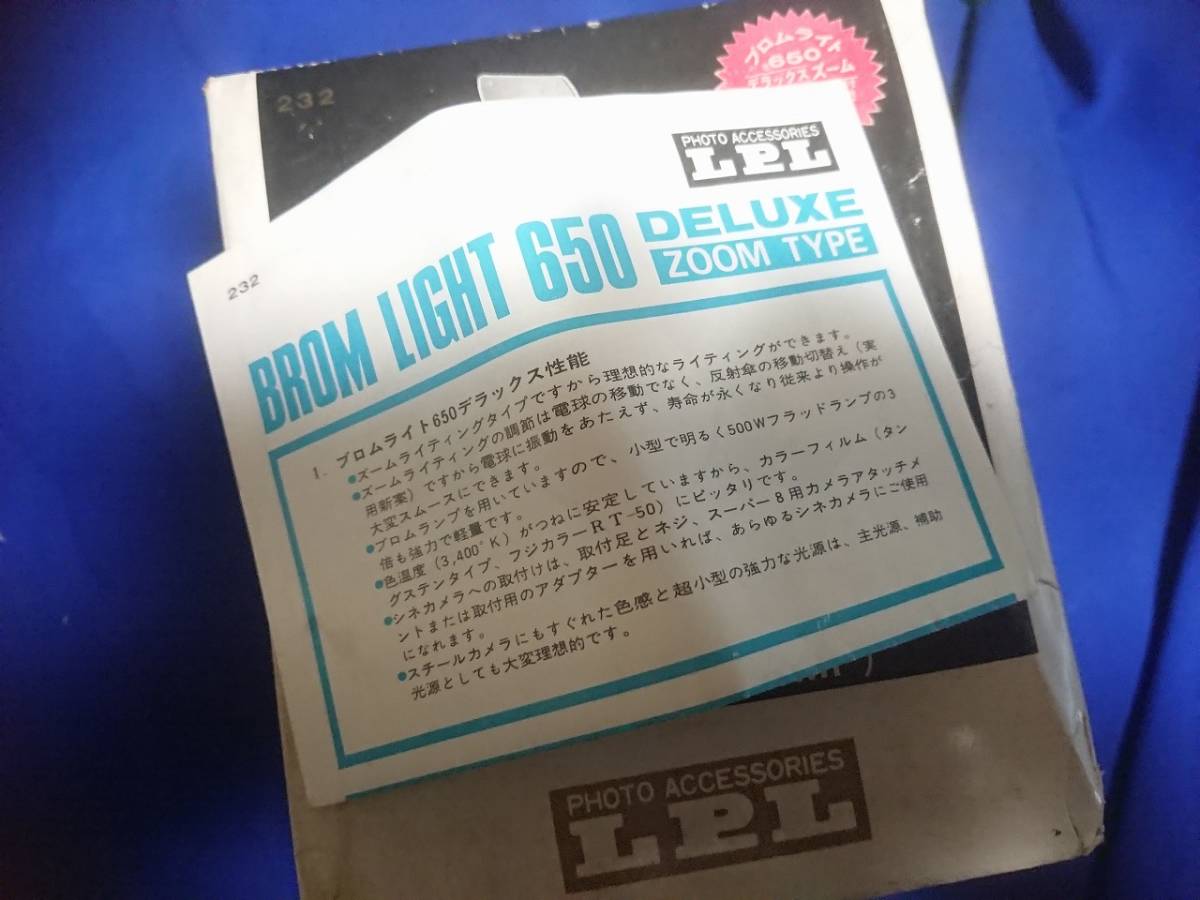 232
ブロムライト
650
デラックスズーム
PHOTO ACCESSORIES
LPL
232
BROM LIGHT 650 DELUXE
ZOOM TYPE
1. ブロムライト650デラックス性能
●ズームライティングタイプですから理想的なライティングができます。
●ズームライティングの調節は電球の移動でなく、反射傘の移動切替え（実
用新案）ですから電球に振動をあたえず、寿命が永くなり従来より操作が
大変スムースにできます。
●ブロムランプを用いていますので、小型で明るく500Wフラッドランプの3
倍も強力で軽量です。
●色温度（3,400°K）がつねに安定していますから、カラーフィルム（タン
グステンタイプ、フジカラーRT-50）にピッタリです。
●シネカメラへの取付けは、取付足とネジ、スーパー8用カメラアタッチメ
ントまたは取付用のアダプターを用いれば、あらゆるシネカメラにご使用
になれます。
●スチールカメラにもすぐれた色感と超小型の強力な光源は、主光源、補助
光源としても大変理想的です。
PHOTO ACCESSORIES
LPL